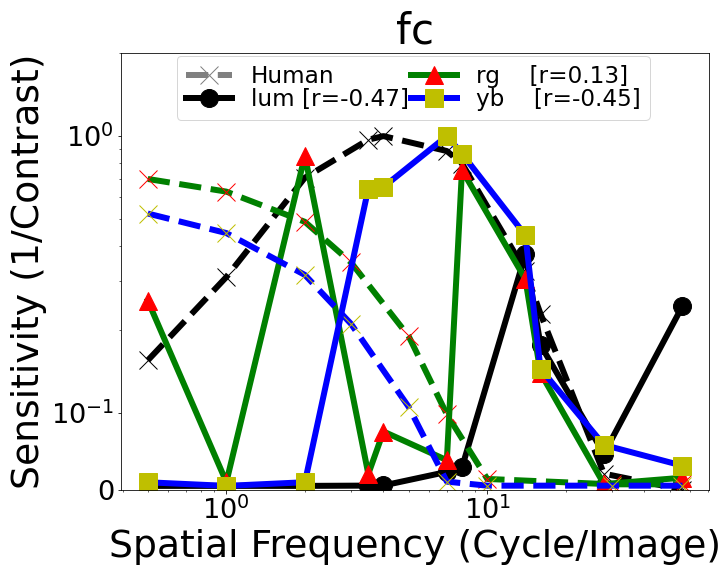 fc
Human
lum [r=-0.47]
rg [r=0.13]
yb [r=-0.45]
Sensitivity (1/Contrast)
10⁰
10⁻¹
0
10⁰ 10¹
Spatial Frequency (Cycle/Image)